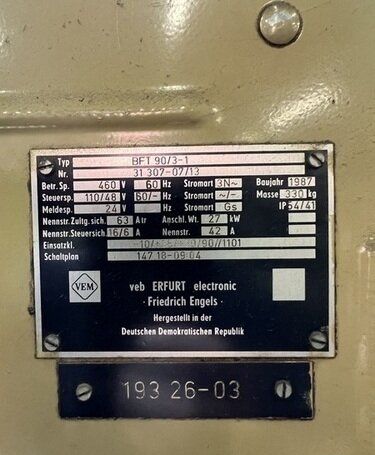 Typ BFT 90/3-1
Nr. 31 307-07/13
Betr. Sp. 460 V 60 Hz Stromart 3N~ Baujahr 1987
Steuersp. 110/48 V 60/- Hz Stromart ~/- Masse 330 kg
Meldesp. 24 V Hz Stromart Gs IP 54/41
Nennstr. Zultg. sich 63 A tr Anschl. Wt. 27 kW
Nennstr. Steuersich 16/6 A Nennstr. 42 A
Einsatzkl. /90//1101
Schaltplan 147 18-09 04
VEM
veb ERFURT electronic
· Friedrich Engels ·
Hergestellt in der
Deutschen Demokratischen Republik
193 26-03